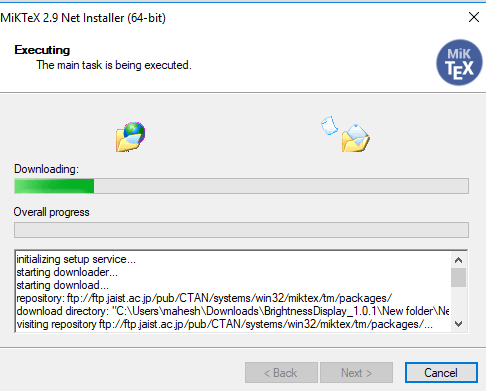 MiKTeX 2.9 Net Installer (64-bit)
Executing
The main task is being executed.
MiK
TEX
Downloading:
Overall progress
initializing setup service...
starting downloader...
starting download...
repository: ftp://ftp.jaist.ac.jp/pub/CTAN/systems/win32/miktex/tm/packages/
download directory: "C:\Users\mahesh\Downloads\BrightnessDisplay_1.0.1\New folder\Ne
visiting repository ftp://ftp.jaist.ac.jp/pub/CTAN/systems/win32/miktex/tm/packages/...
< Back
Next >
Cancel